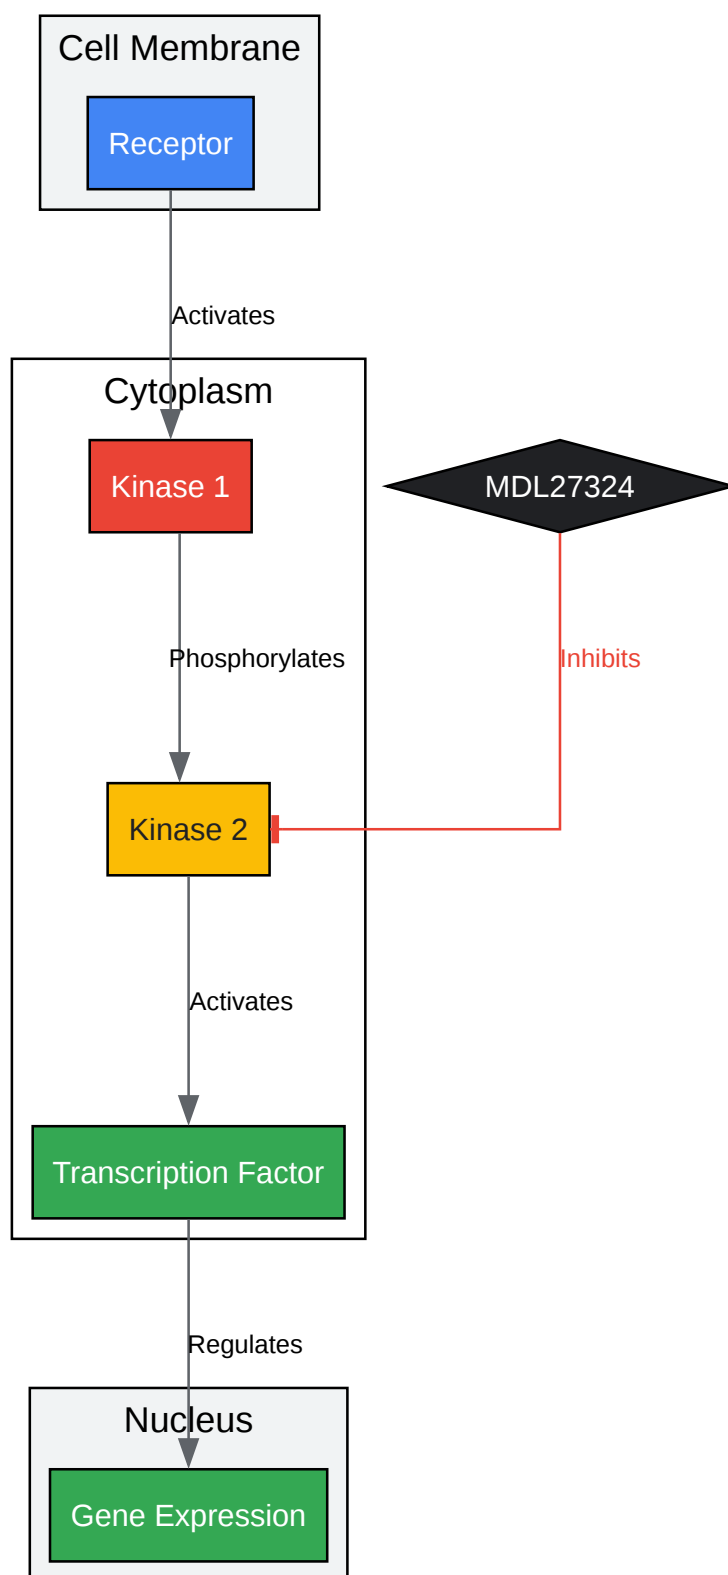 Cell Membrane
Receptor
Activates
Cytoplasm
Kinase 1
MDL27324
Phosphorylates
Inhibits
Kinase 2
Activates
Transcription Factor
Regulates
Nucleus
Gene Expression